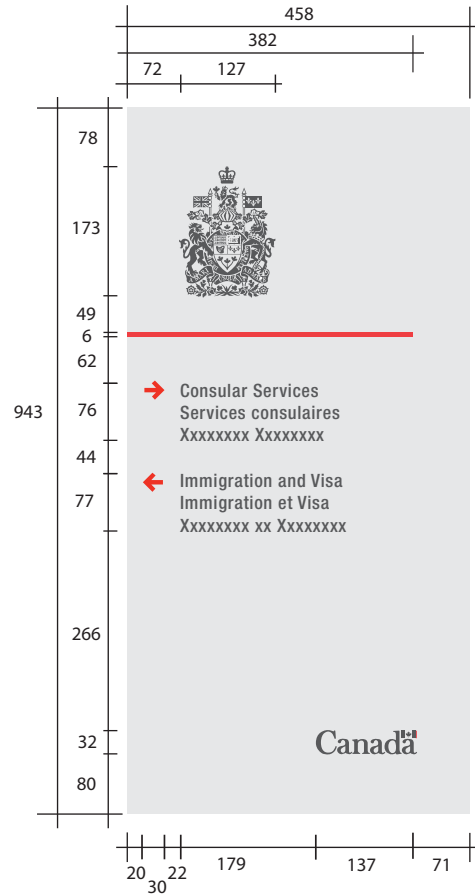 458
382
72 127
78
173
49
6
62
943
76
44
77
266
32
80
→ Consular Services
Services consulaires
Xxxxxxxx Xxxxxxxx
← Immigration and Visa
Immigration et Visa
Xxxxxxxx xx Xxxxxxxx
Canada
20 30 22 179 137 71